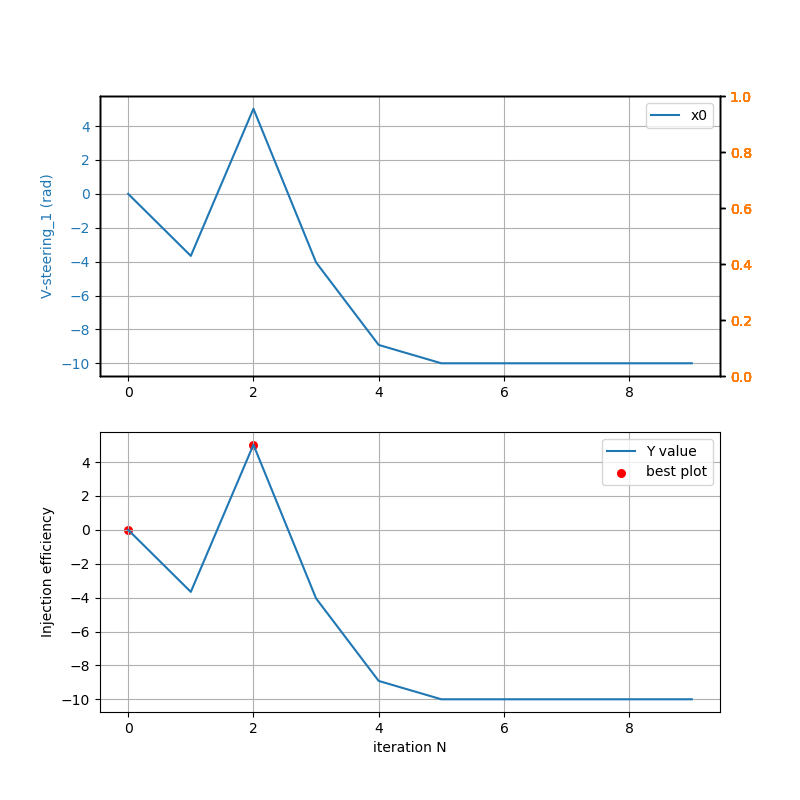 V-steering_1 (rad)
4
2
0
−2
−4
−6
−8
−10
0 2 4 6 8
x0
1.0
0.8
0.6
0.4
0.2
0.0
Injection efficiency
4
2
0
−2
−4
−6
−8
−10
Y value
best plot
0 2 4 6 8
iteration N